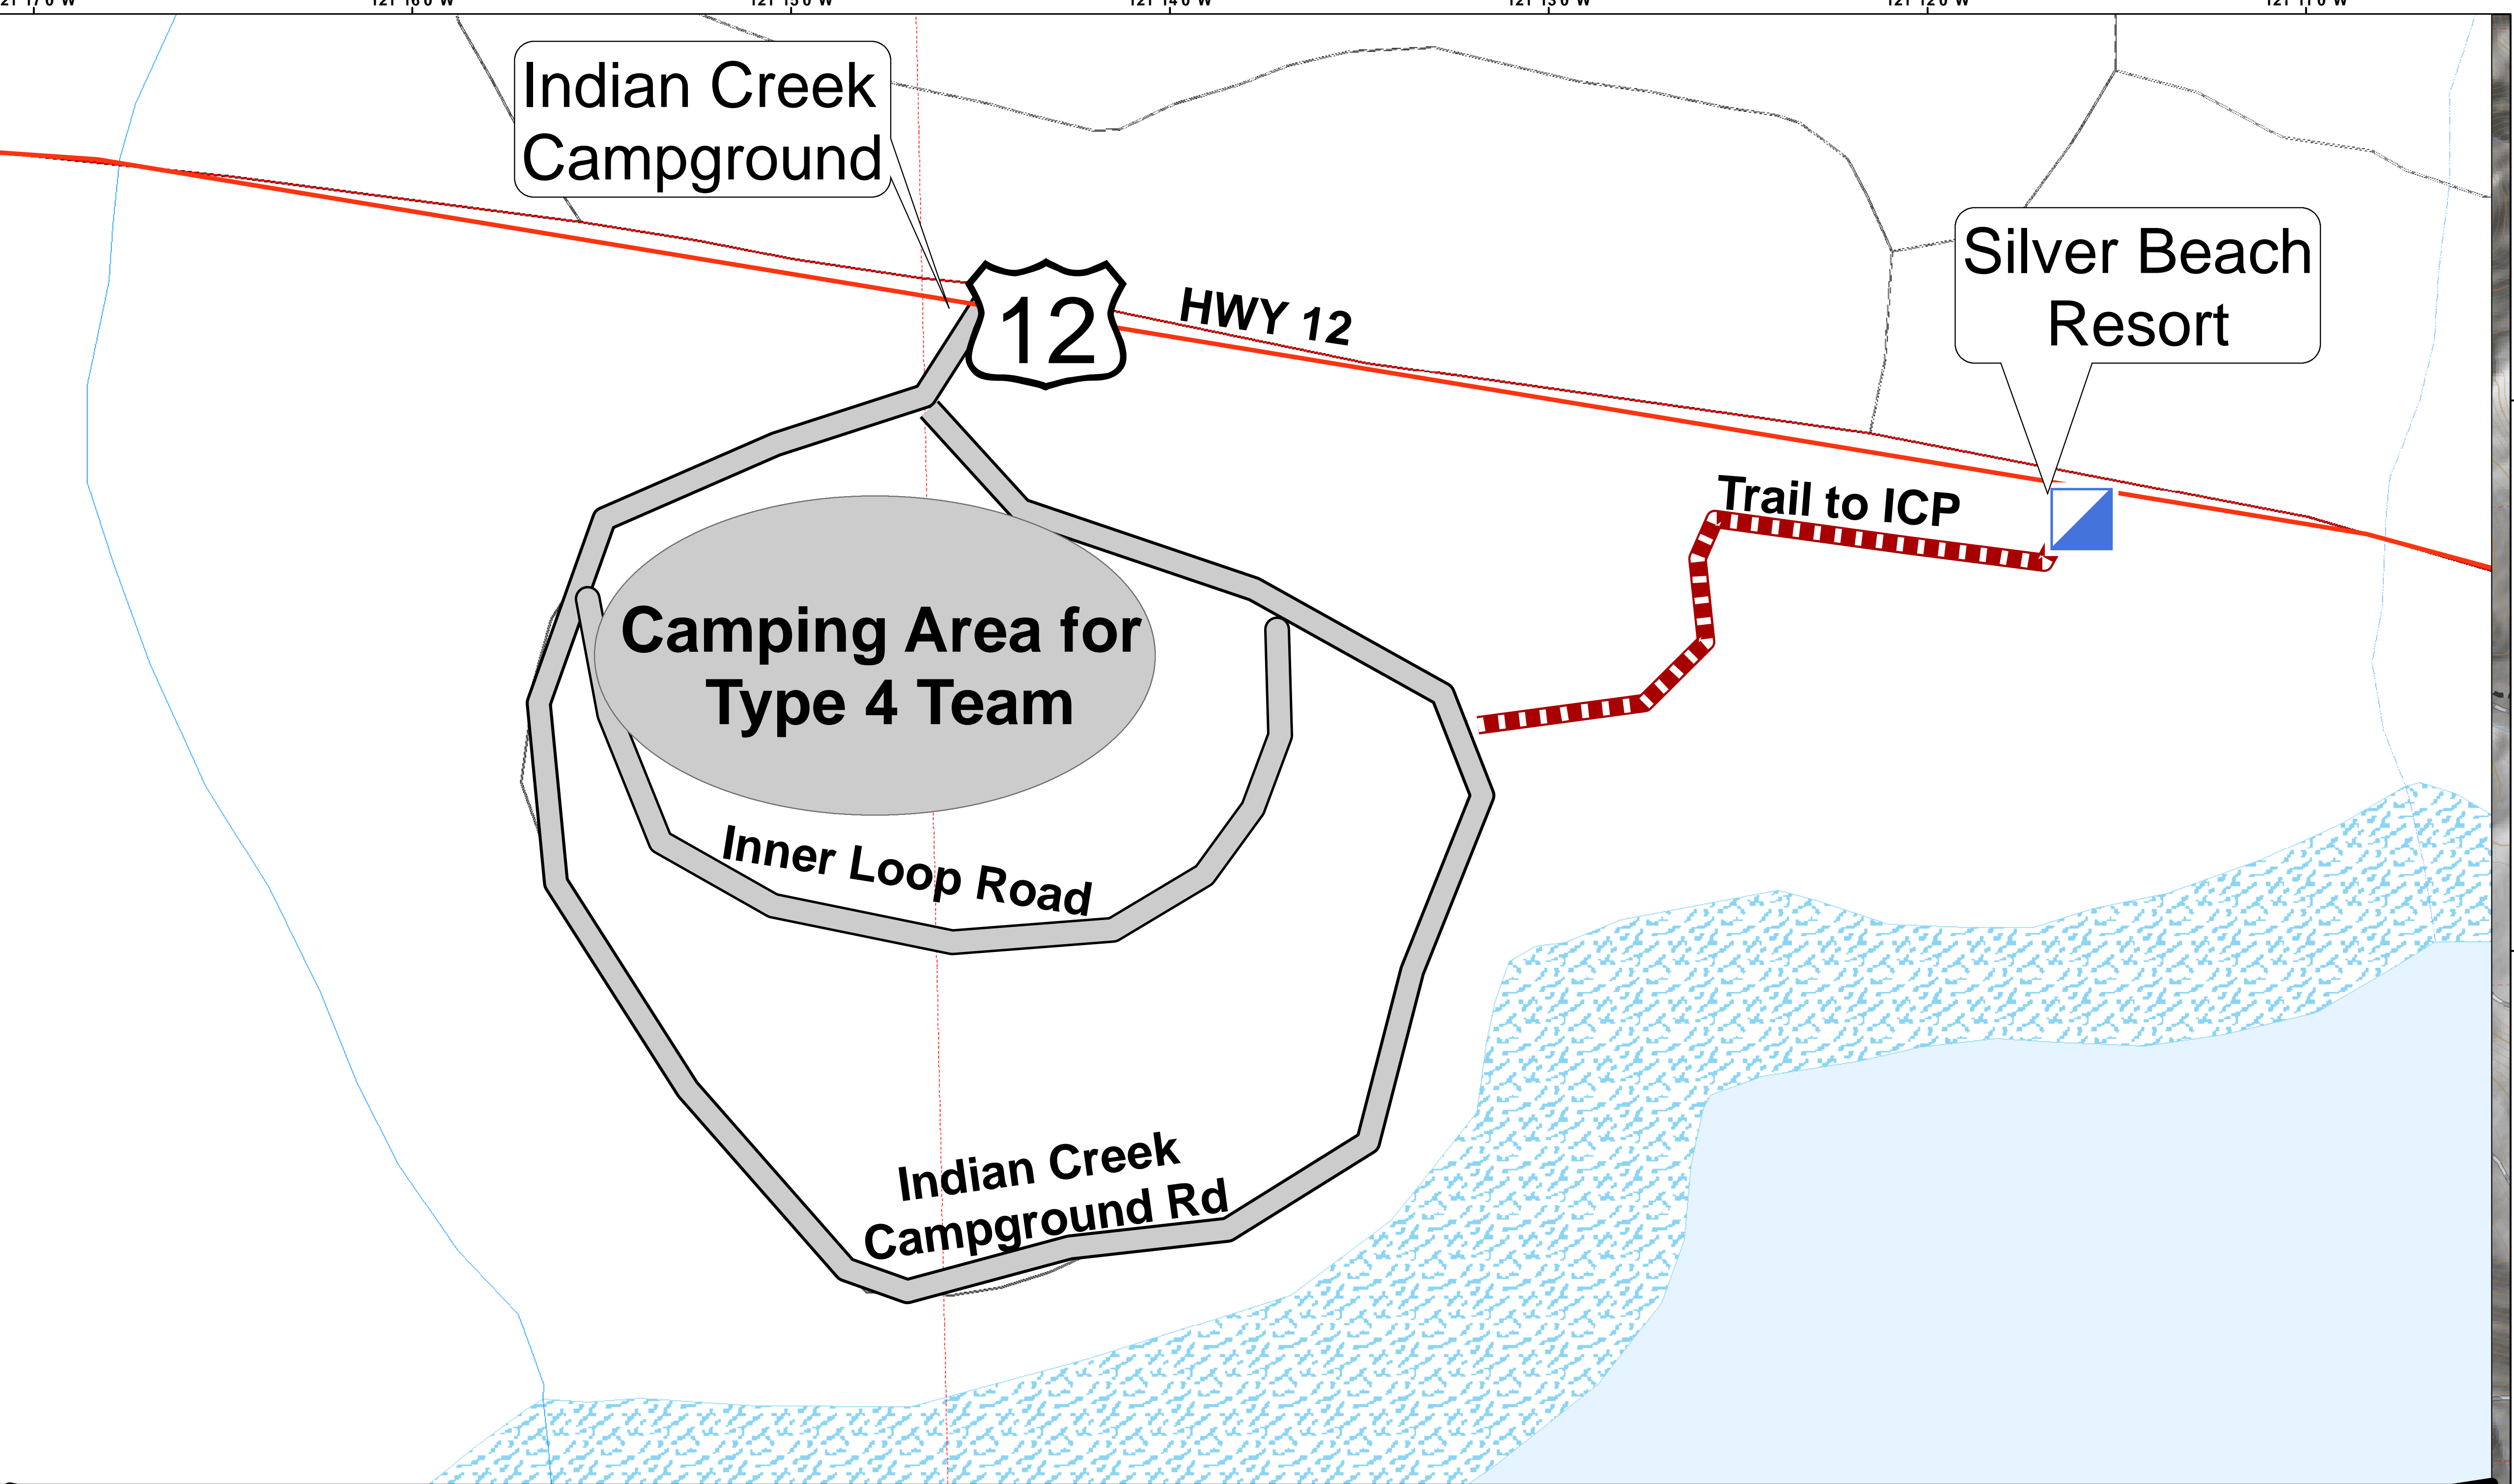 Indian Creek
Campground
12
HWY 12
Silver Beach
Resort
Trail to ICP
Camping Area for
Type 4 Team
Inner Loop Road
Indian Creek
Campground Rd